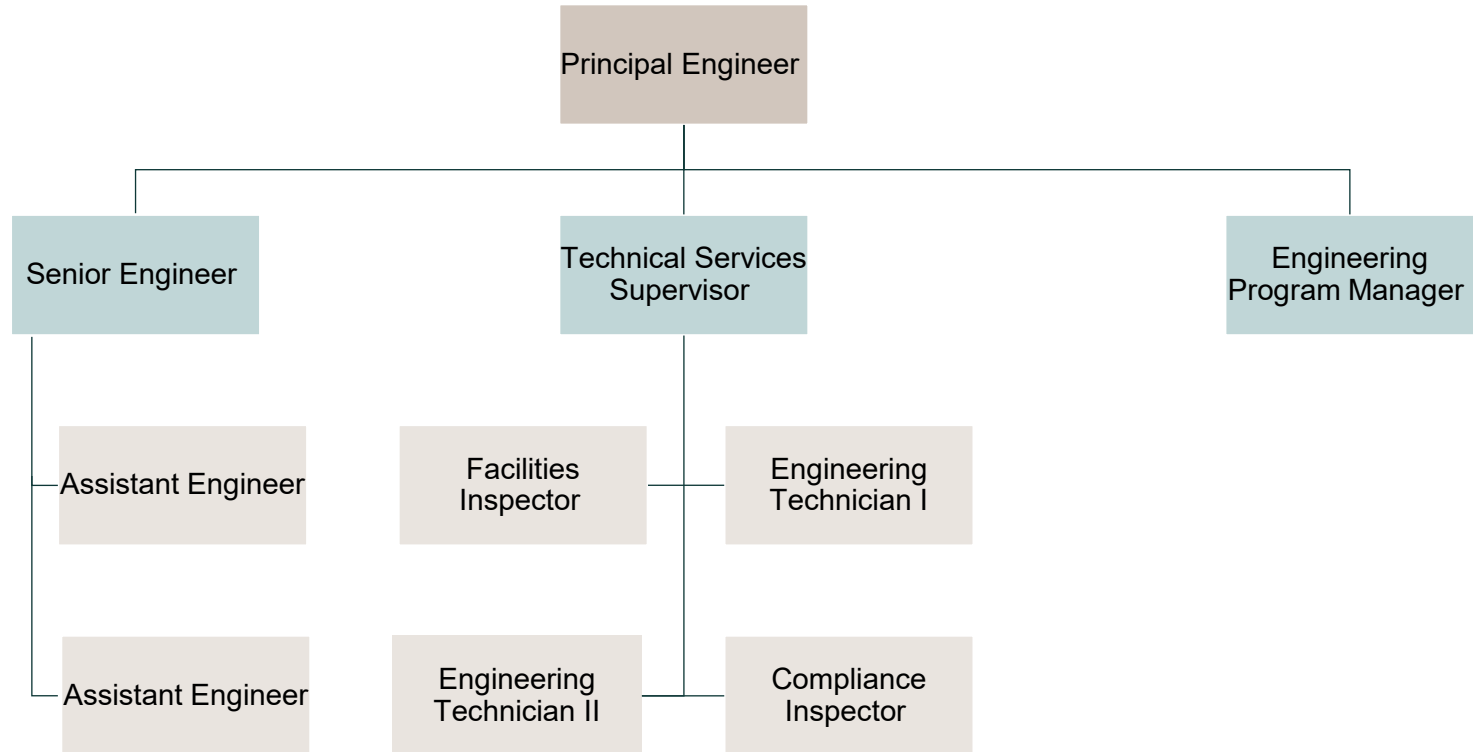 Principal Engineer
Senior Engineer
Technical Services
Supervisor
Engineering
Program Manager
Assistant Engineer
Facilities
Inspector
Engineering
Technician I
Assistant Engineer
Engineering
Technician II
Compliance
Inspector